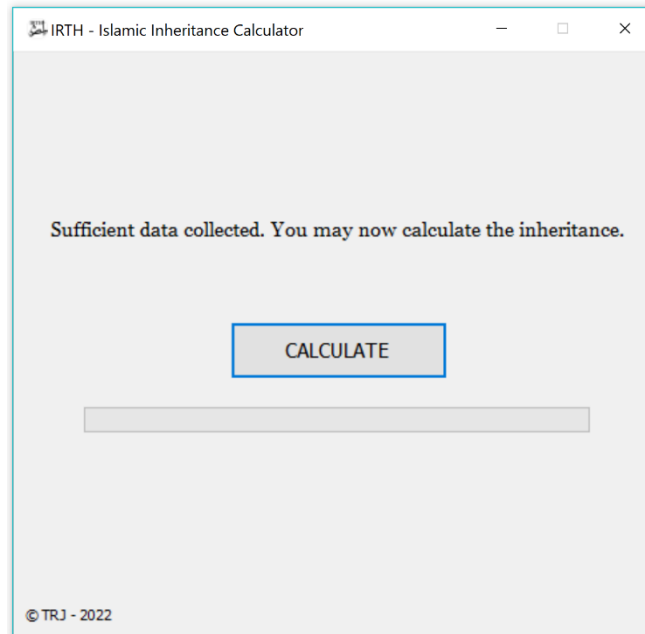 IRTH - Islamic Inheritance Calculator
Sufficient data collected. You may now calculate the inheritance.
CALCULATE
© TRJ - 2022